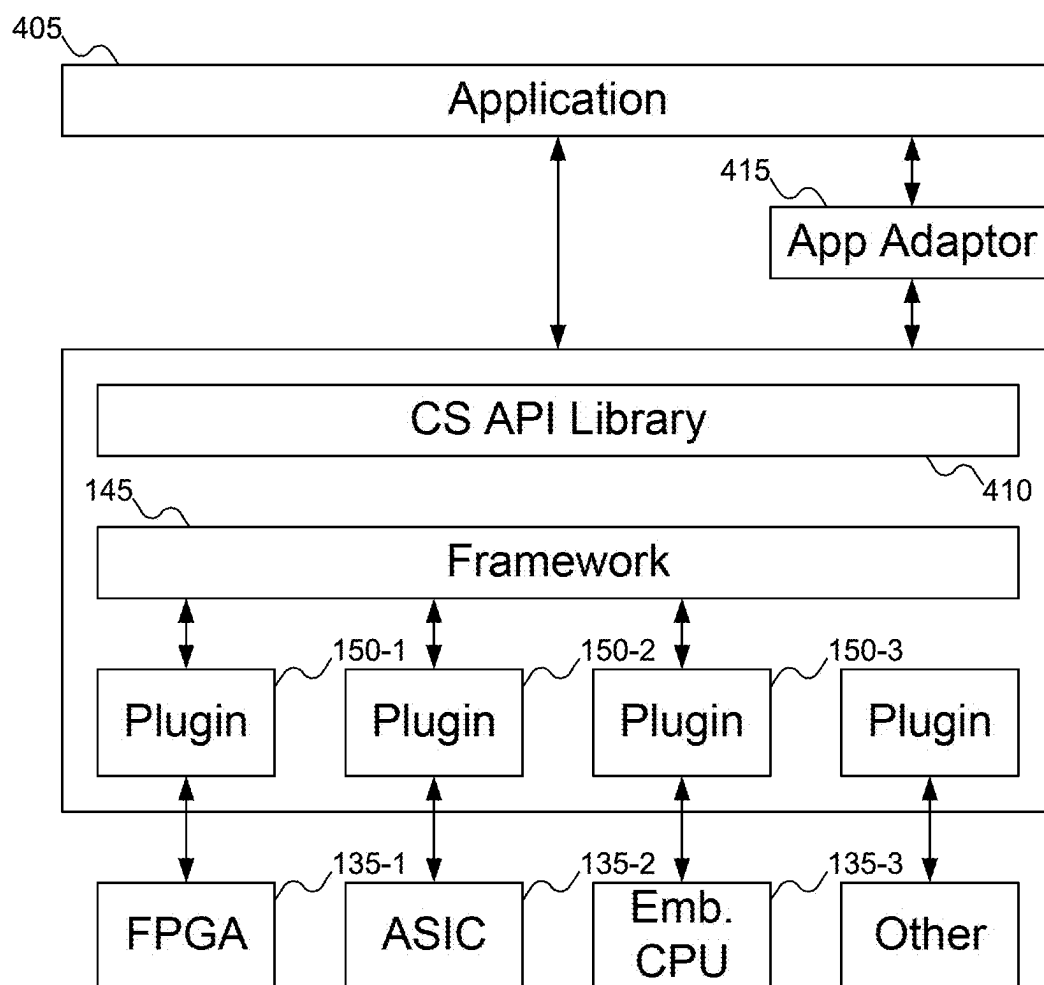 405
Application
415
App Adaptor
CS API Library
410
145
Framework
150-1
150-2
150-3
Plugin
Plugin
Plugin
Plugin
135-1
135-2
135-3
FPGA
ASIC
Emb.
CPU
Other